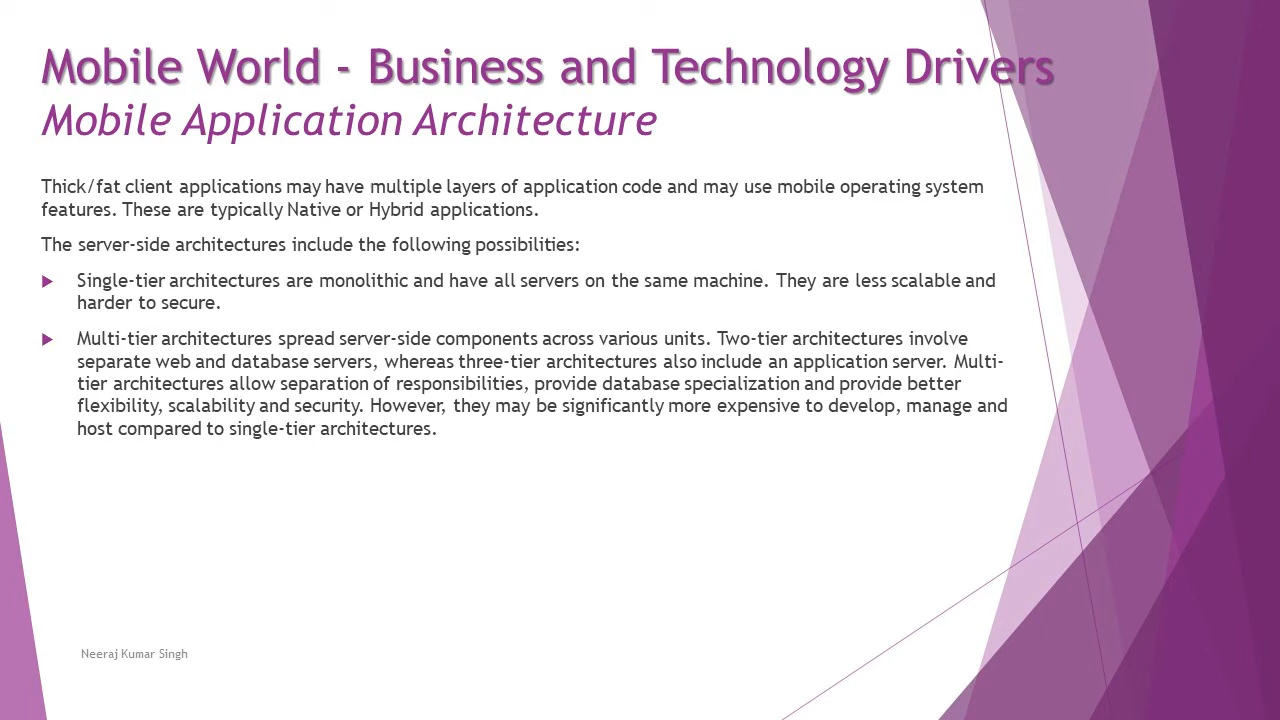 Mobile World - Business and Technology Drivers
Mobile Application Architecture
Thick/fat client applications may have multiple layers of application code and may use mobile operating system
features. These are typically Native or Hybrid applications.
The server-side architectures include the following possibilities:
Single-tier architectures are monolithic and have all servers on the same machine. They are less scalable and
harder to secure.
Multi-tier architectures spread server-side components across various units. Two-tier architectures involve
separate web and database servers, whereas three-tier architectures also include an application server. Multi-
tier architectures allow separation of responsibilities, provide database specialization and provide better
flexibility, scalability and security. However, they may be significantly more expensive to develop, manage and
host compared to single-tier architectures.
Neeraj Kumar Singh